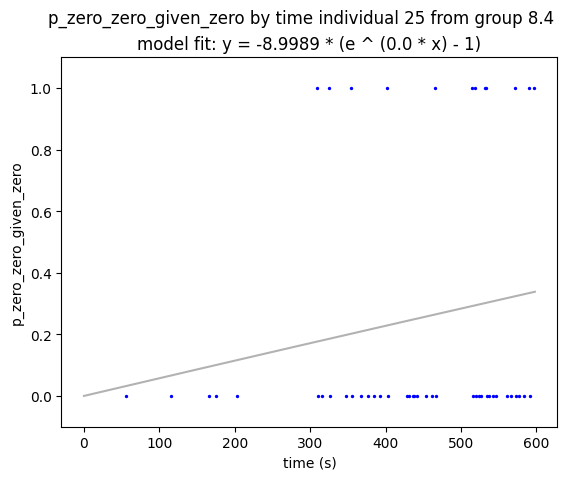 p_zero_zero_given_zero by time individual 25 from group 8.4
model fit: y = -8.9989 * (e ^ (0.0 * x) - 1)
1.0
0.8
0.6
0.4
0.2
0.0
p_zero_zero_given_zero
0 100 200 300 400 500 600
time (s)